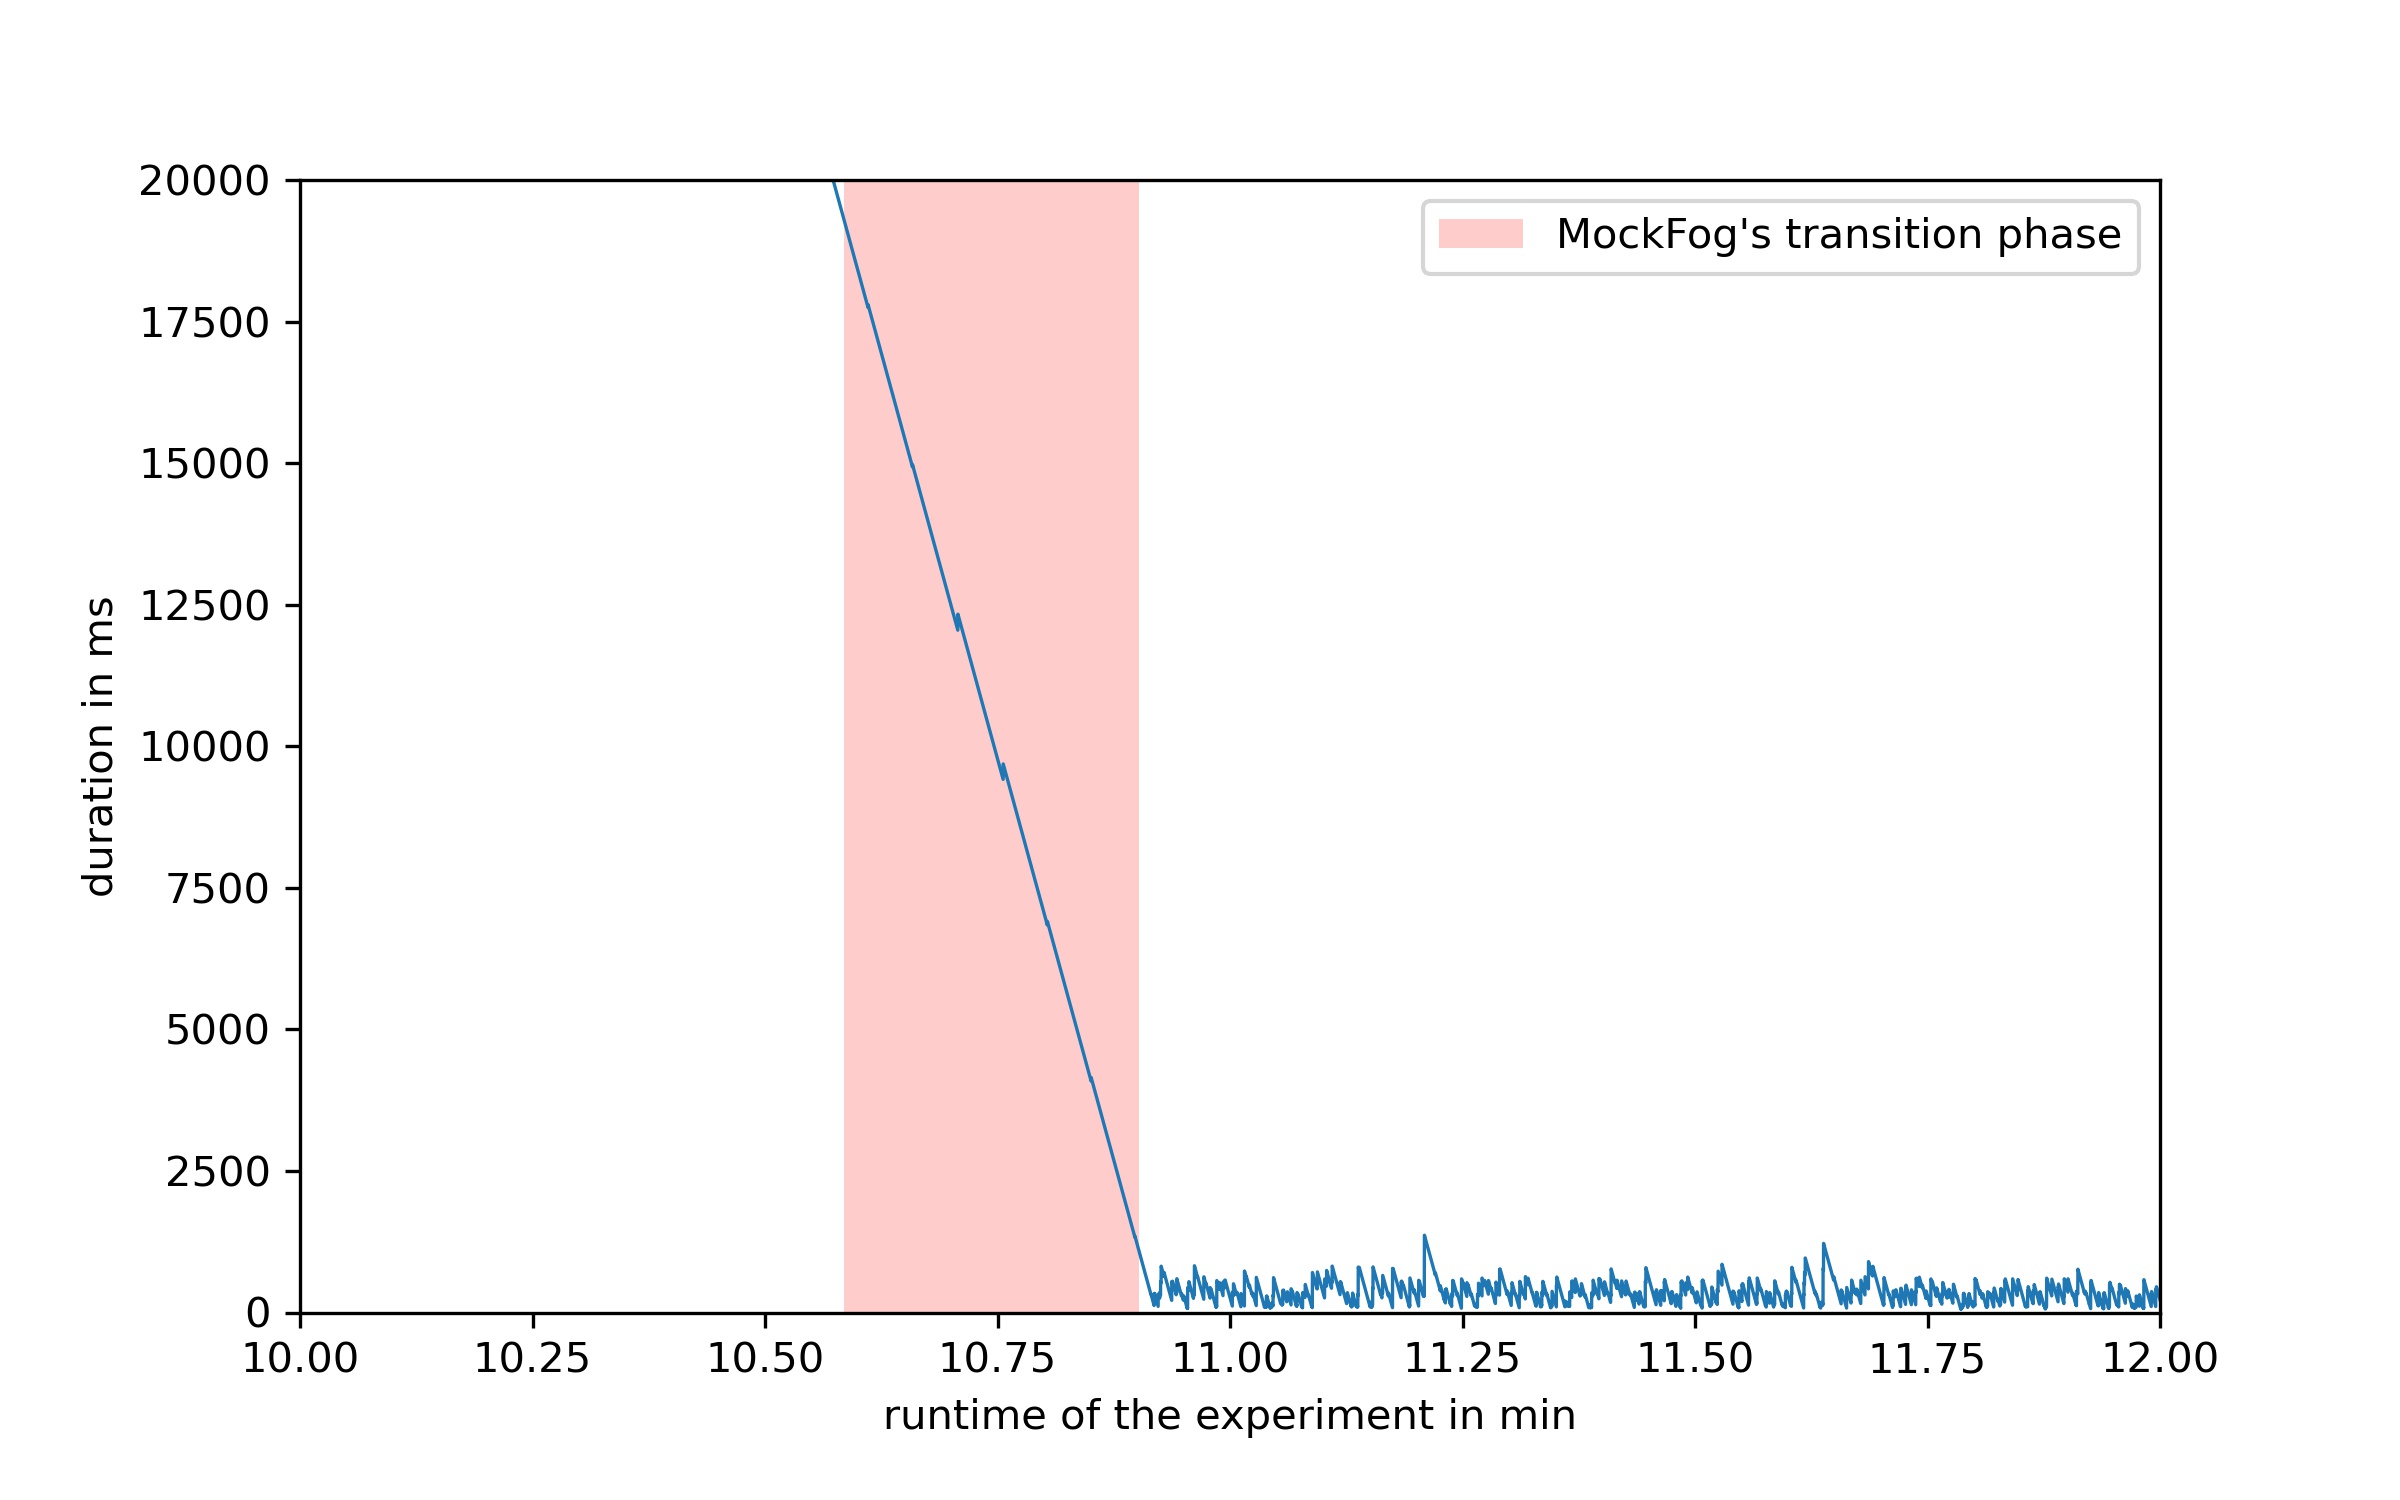 20000
17500
15000
12500
10000
7500
5000
2500
0
duration in ms
MockFog's transition phase
10.00 10.25 10.50 10.75 11.00 11.25 11.50 11.75 12.00
runtime of the experiment in min